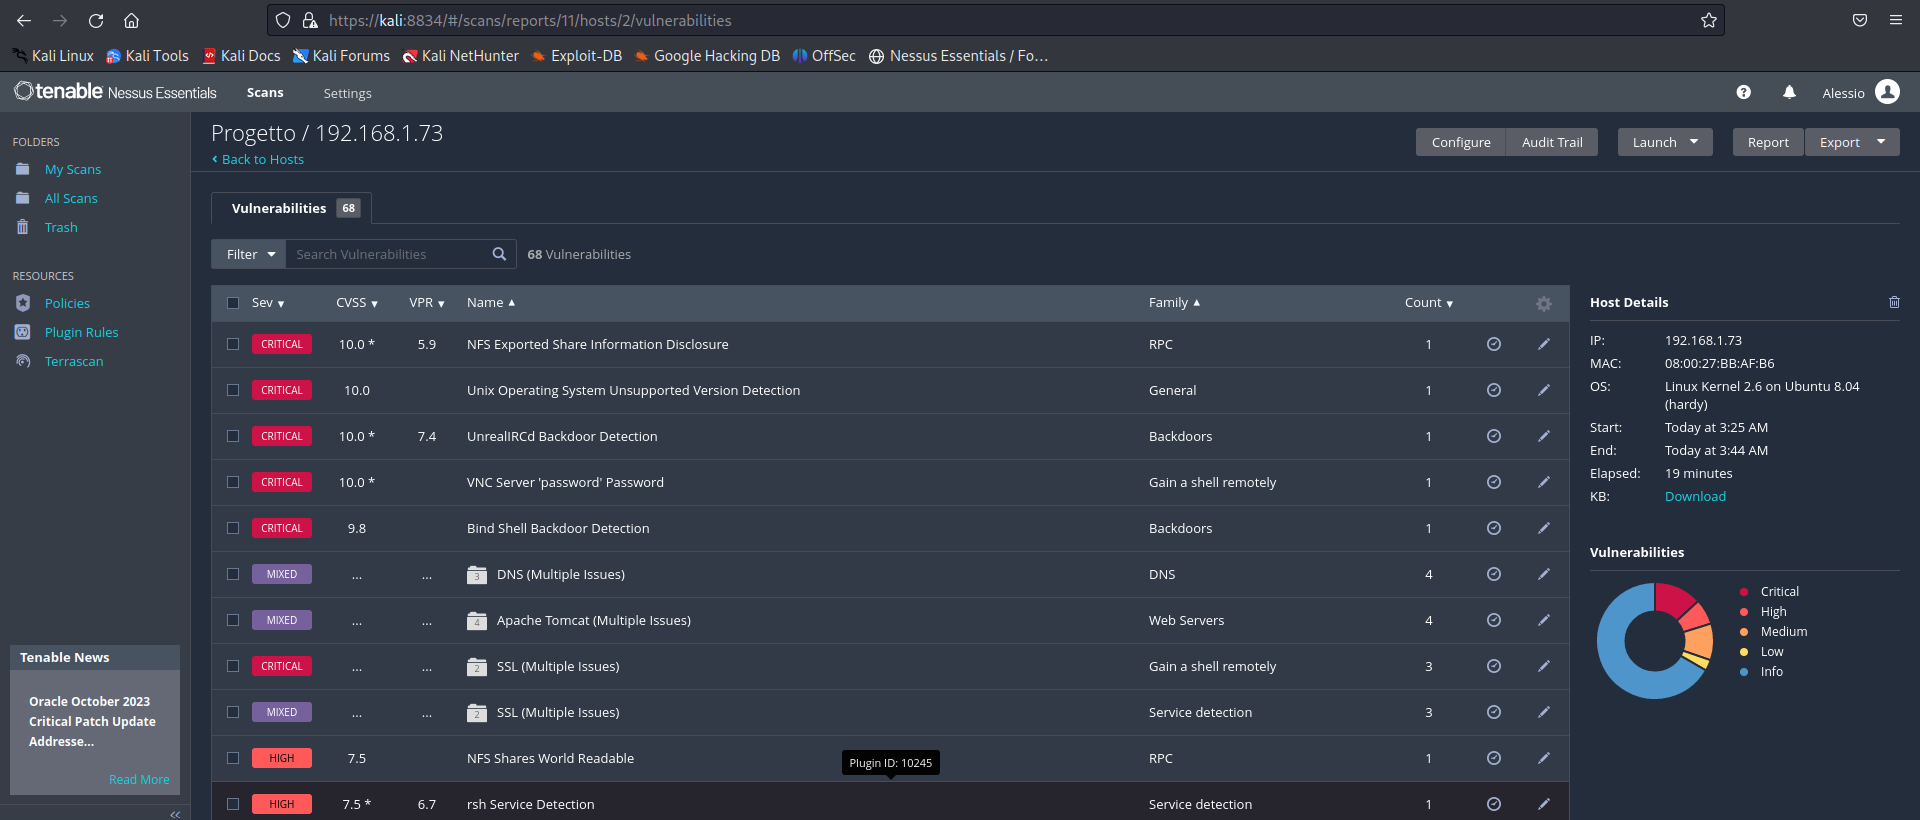 https://kali:8834/#/scans/reports/11/hosts/2/vulnerabilities
Kali Linux Kali Tools Kali Docs Kali Forums Kali NetHunter Exploit-DB Google Hacking DB OffSec Nessus Essentials / Fo…
tenable Nessus Essentials Scans Settings ? Alessio
FOLDERS
My Scans
All Scans
Trash
RESOURCES
Policies
Plugin Rules
Terrascan
Tenable News
Oracle October 2023
Critical Patch Update
Addresse...
Read More
Progetto / 192.168.1.73
Back to Hosts
Configure Audit Trail Launch Report Export
Vulnerabilities 68
Filter Search Vulnerabilities 68 Vulnerabilities
Sev CVSS VPR Name Family Count
CRITICAL 10.0 * 5.9 NFS Exported Share Information Disclosure RPC 1
CRITICAL 10.0 Unix Operating System Unsupported Version Detection General 1
CRITICAL 10.0 * 7.4 UnrealIRCd Backdoor Detection Backdoors 1
CRITICAL 10.0 * VNC Server 'password' Password Gain a shell remotely 1
CRITICAL 9.8 Bind Shell Backdoor Detection Backdoors 1
MIXED ... ... 3 DNS (Multiple Issues) DNS 4
MIXED ... ... 4 Apache Tomcat (Multiple Issues) Web Servers 4
CRITICAL ... ... 2 SSL (Multiple Issues) Gain a shell remotely 3
MIXED ... ... 2 SSL (Multiple Issues) Service detection 3
HIGH 7.5 NFS Shares World Readable RPC 1
Plugin ID: 10245
HIGH 7.5 * 6.7 rsh Service Detection Service detection 1
Host Details
IP: 192.168.1.73
MAC: 08:00:27:BB:AF:B6
OS: Linux Kernel 2.6 on Ubuntu 8.04
(hardy)
Start: Today at 3:25 AM
End: Today at 3:44 AM
Elapsed: 19 minutes
KB: Download
Vulnerabilities
Critical
High
Medium
Low
Info